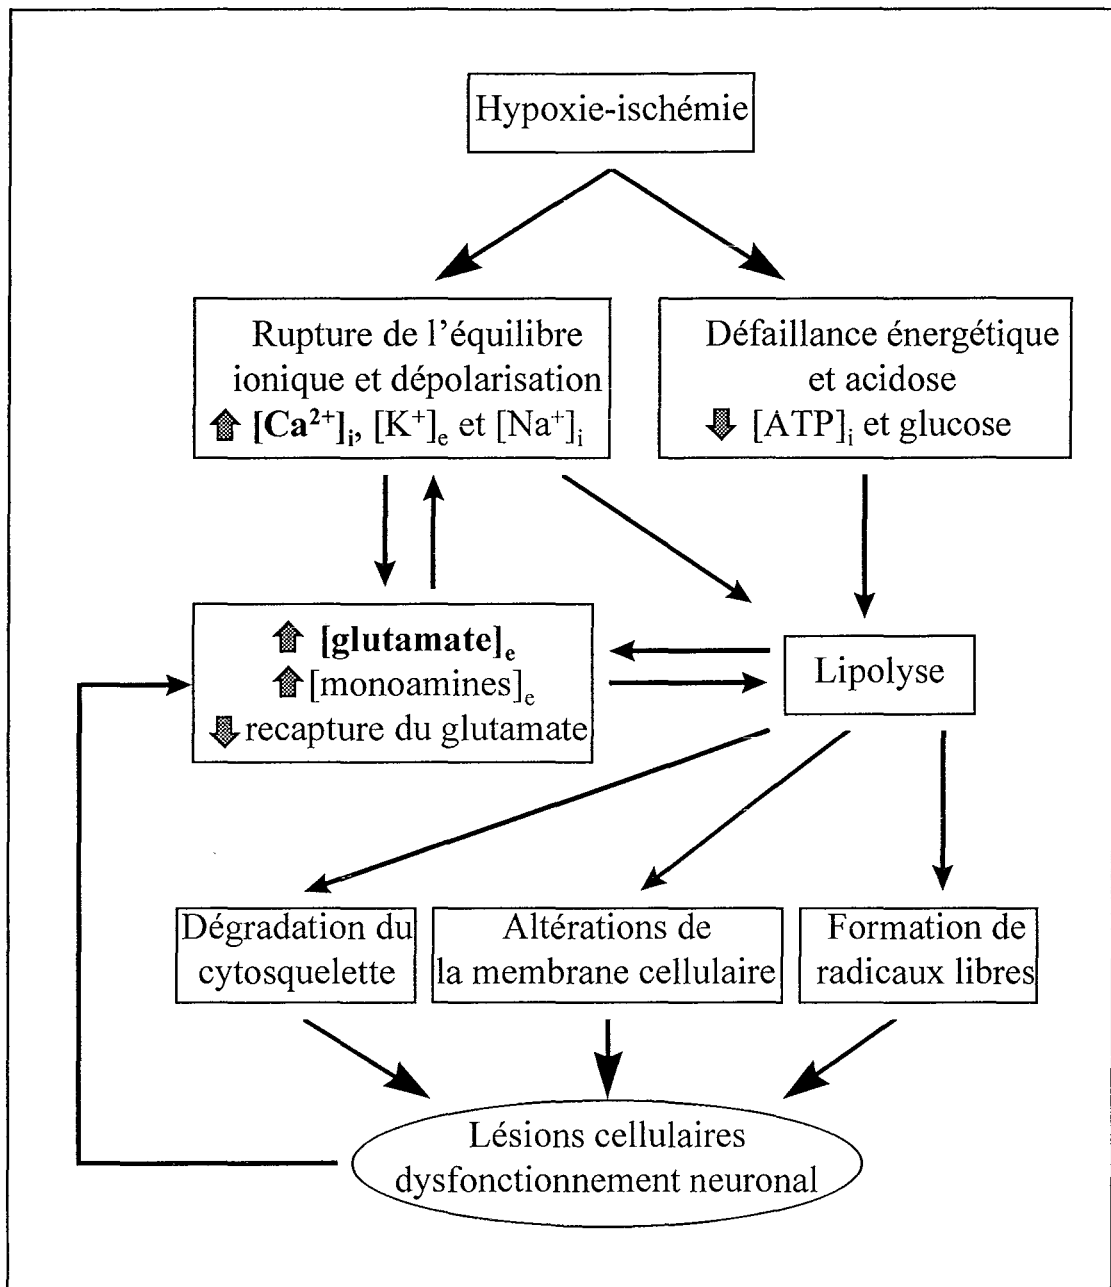 Hypoxie-ischémie
Rupture de l'équilibre
ionique et dépolarisation
[Ca²⁺]ᵢ, [K⁺]ₑ et [Na⁺]ᵢ
Défaillance énergétique
et acidose
[ATP]ᵢ et glucose
[glutamate]ₑ
[monoamines]ₑ
recapture du glutamate
Lipolyse
Dégradation du
cytosquelette
Altérations de
la membrane cellulaire
Formation de
radicaux libres
Lésions cellulaires
dysfonctionnement neuronal